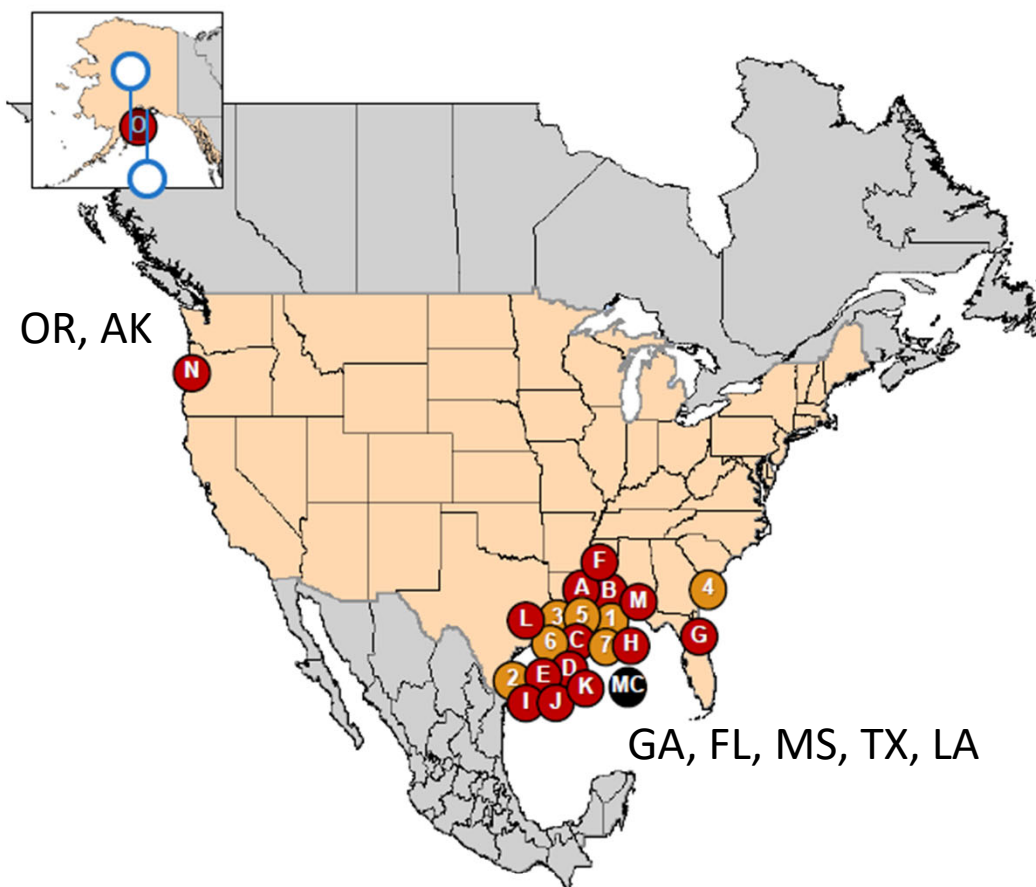 O
OR, AK
N
F
A B
M
4
L 3 5 1
G
6 C 7 H
2 E D
K MC
I J
GA, FL, MS, TX, LA